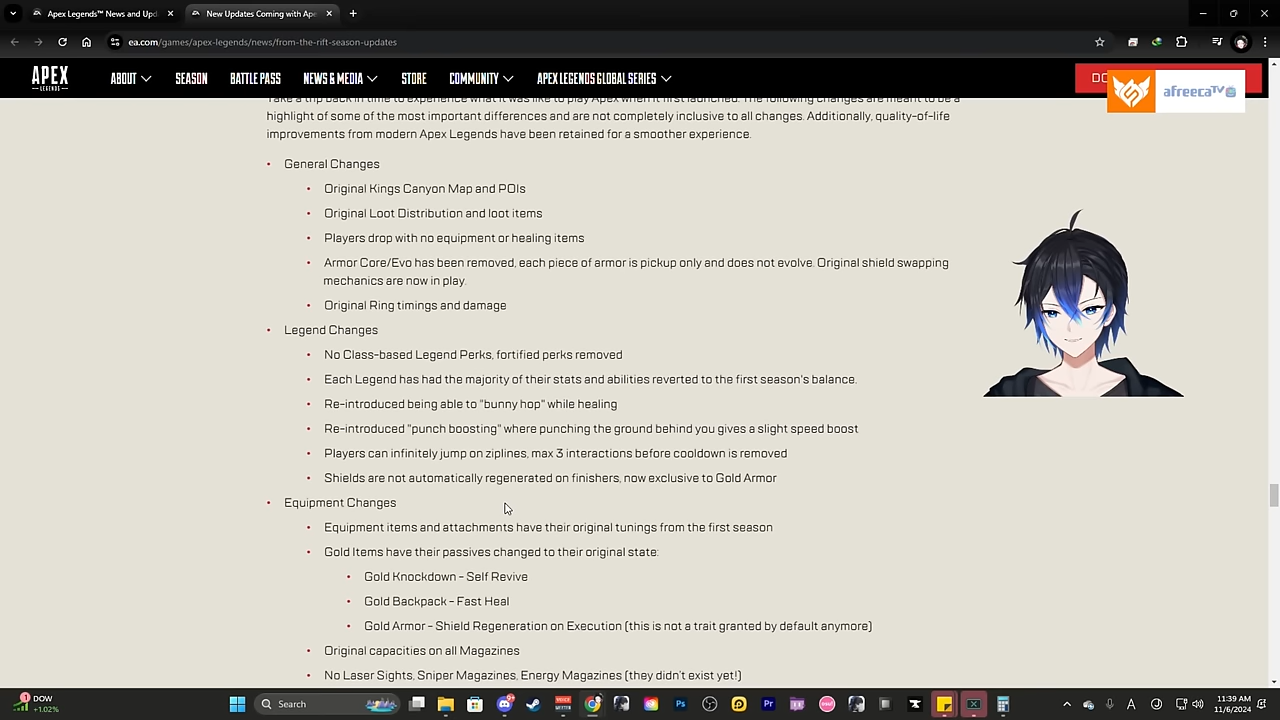 Apex Legends™ News and Upd
New Updates Coming with Ape
ea.com/games/apex-legends/news/from-the-rift-season-updates
APEX
LEGENDS
ABOUT
SEASON
BATTLE PASS
NEWS & MEDIA
STORE
COMMUNITY
APEX LEGENDS GLOBAL SERIES
DO
afreecaTV
Take a trip back in time to experience what it was like to play Apex when it first launched. The following changes are meant to be a
highlight of some of the most important differences and are not completely inclusive to all changes. Additionally, quality-of-life
improvements from modern Apex Legends have been retained for a smoother experience.
General Changes
Original Kings Canyon Map and POIs
Original Loot Distribution and loot items
Players drop with no equipment or healing items
Armor Core/Evo has been removed, each piece of armor is pickup only and does not evolve. Original shield swapping
mechanics are now in play.
Original Ring timings and damage
Legend Changes
No Class-based Legend Perks, fortified perks removed
Each Legend has had the majority of their stats and abilities reverted to the first season's balance.
Re-introduced being able to "bunny hop" while healing
Re-introduced "punch boosting" where punching the ground behind you gives a slight speed boost
Players can infinitely jump on ziplines, max 3 interactions before cooldown is removed
Shields are not automatically regenerated on finishers, now exclusive to Gold Armor
Equipment Changes
Equipment items and attachments have their original tunings from the first season
Gold Items have their passives changed to their original state:
Gold Knockdown - Self Revive
Gold Backpack - Fast Heal
Gold Armor - Shield Regeneration on Execution (this is not a trait granted by default anymore)
Original capacities on all Magazines
No Laser Sights, Sniper Magazines, Energy Magazines (they didn't exist yet!)
DOW
+1.02%
Search
11:39 AM
11/6/2024